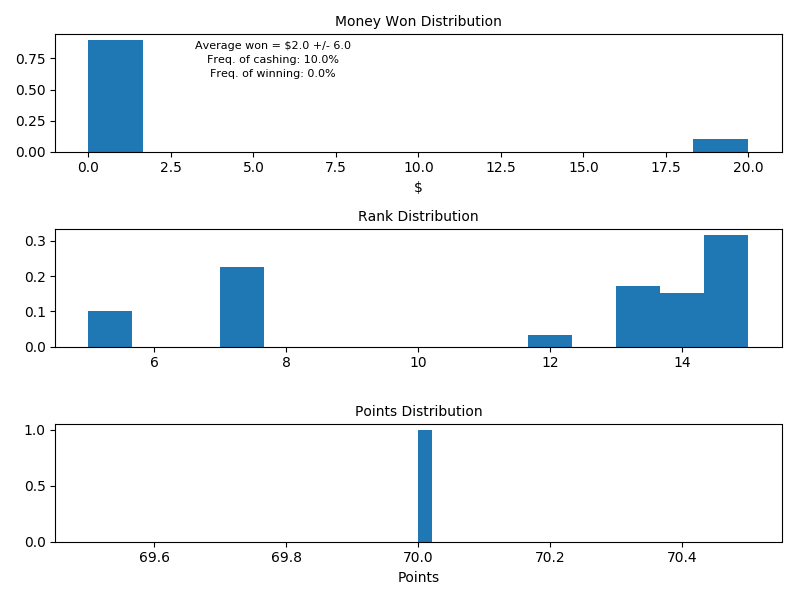 Money Won Distribution
Average won = $2.0 +/- 6.0
Freq. of cashing: 10.0%
Freq. of winning: 0.0%
0.75
0.50
0.25
0.00
0.0 2.5 5.0 7.5 10.0 12.5 15.0 17.5 20.0
$
Rank Distribution
0.3
0.2
0.1
0.0
6 8 10 12 14
Points Distribution
1.0
0.5
0.0
69.6 69.8 70.0 70.2 70.4
Points